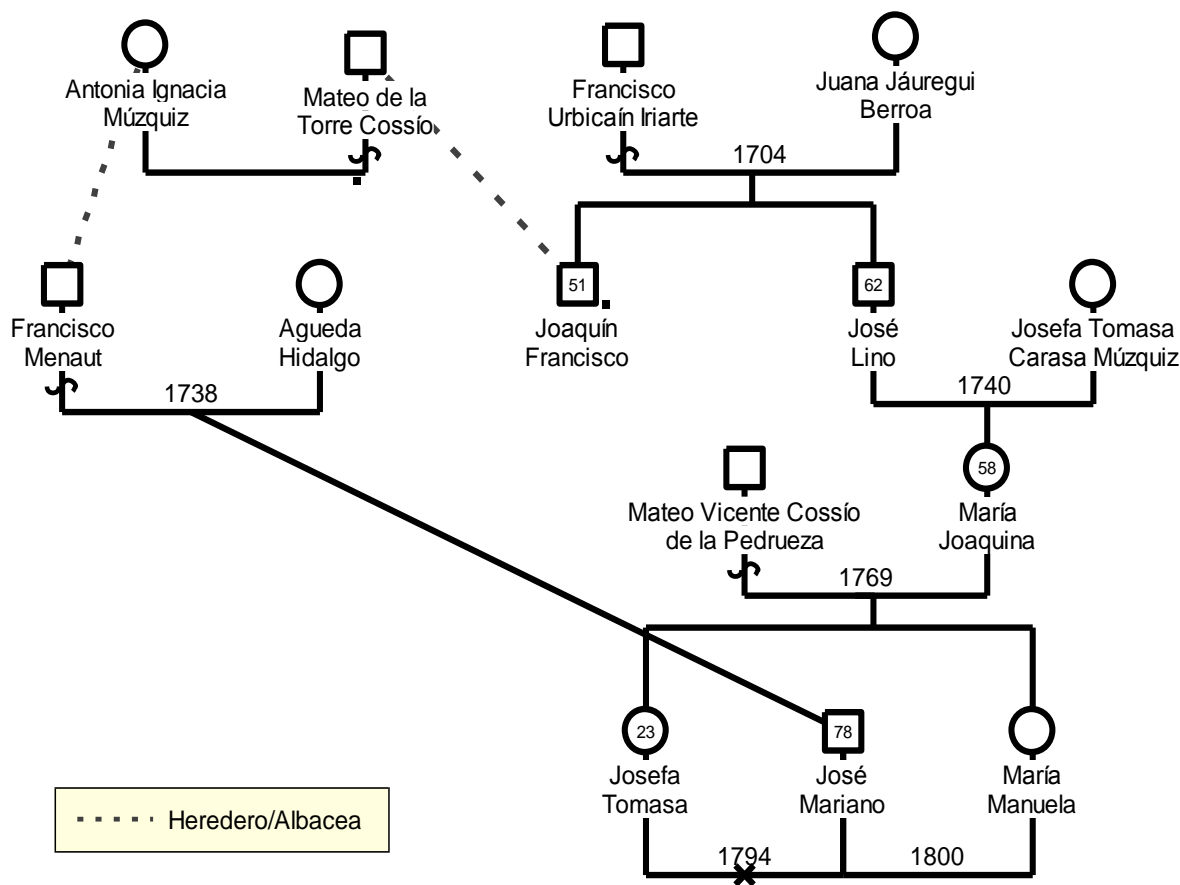 Antonia Ignacia
Múzquiz
Mateo de la
Torre Cossío
Francisco
Urbicaín Iriarte
Juana Jáuregui
Berroa
1704
51
62
Francisco
Menaut
Agueda
Hidalgo
Joaquín
Francisco
José
Lino
Josefa Tomasa
Carasa Múzquiz
1738
1740
58
Mateo Vicente Cossío
de la Pedrueza
María
Joaquina
1769
23
78
Josefa
Tomasa
José
Mariano
María
Manuela
Heredero/Albacea
1794
1800